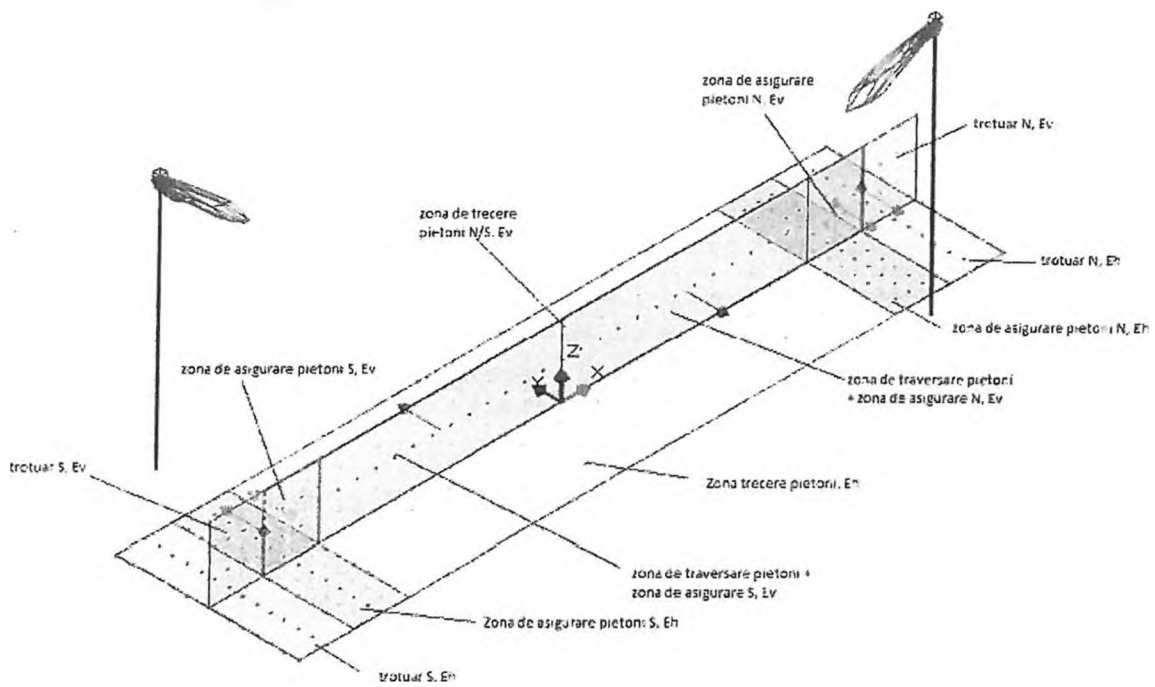 zona de asigurare
pietoni N, Ev
trotuar N, Ev
zona de trecere
pietoni N/S, Ev
trotuar N, Eh
zona de asigurare pietoni N, Eh
zona de asigurare pietoni S, Ev
Z
X
Y
zona de traversare pietoni
+ zona de asigurare N, Ev
trotuar S, Ev
Zona trecere pietoni, Eh
zona de traversare pietoni +
zona de asigurare S, Ev
Zona de asigurare pietoni S, Eh
trotuar S, Eh